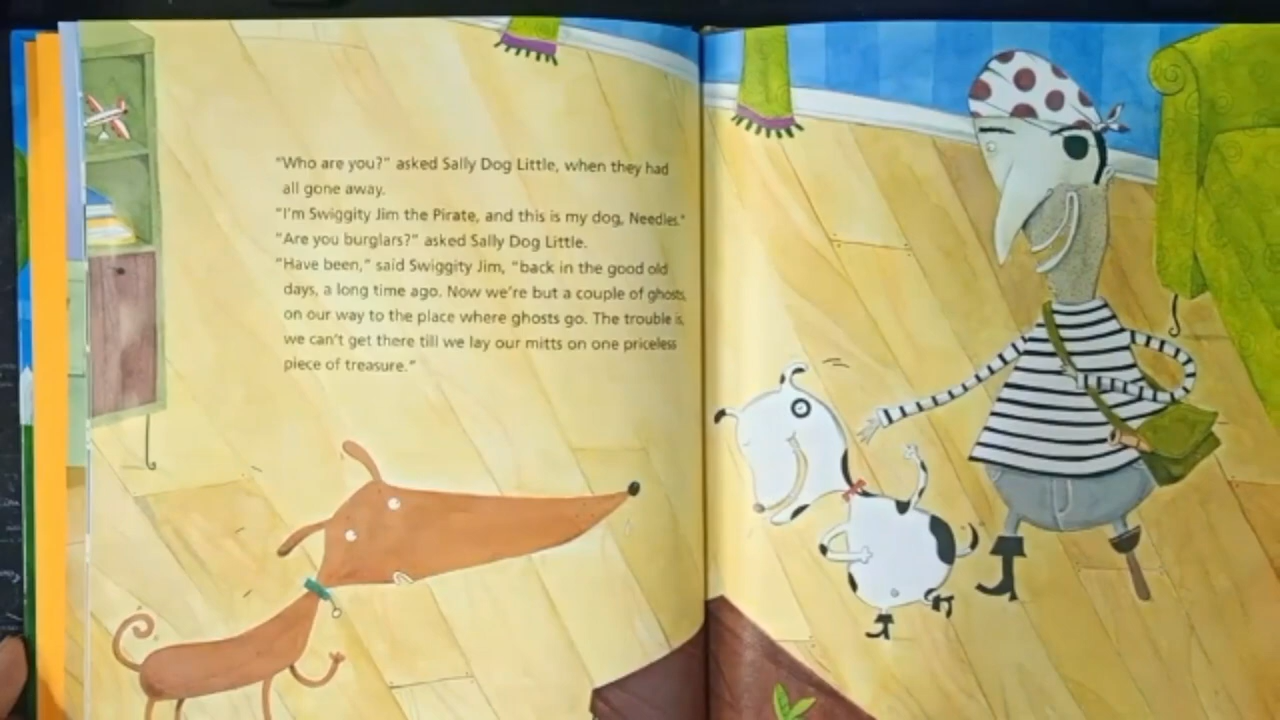 "Who are you?" asked Sally Dog Little, when they had
all gone away.
"I'm Swiggity Jim the Pirate, and this is my dog, Needles."
"Are you burglars?" asked Sally Dog Little.
"Have been," said Swiggity Jim, "back in the good old
days, a long time ago. Now we're but a couple of ghosts,
on our way to the place where ghosts go. The trouble is,
we can't get there till we lay our mitts on one priceless
piece of treasure."